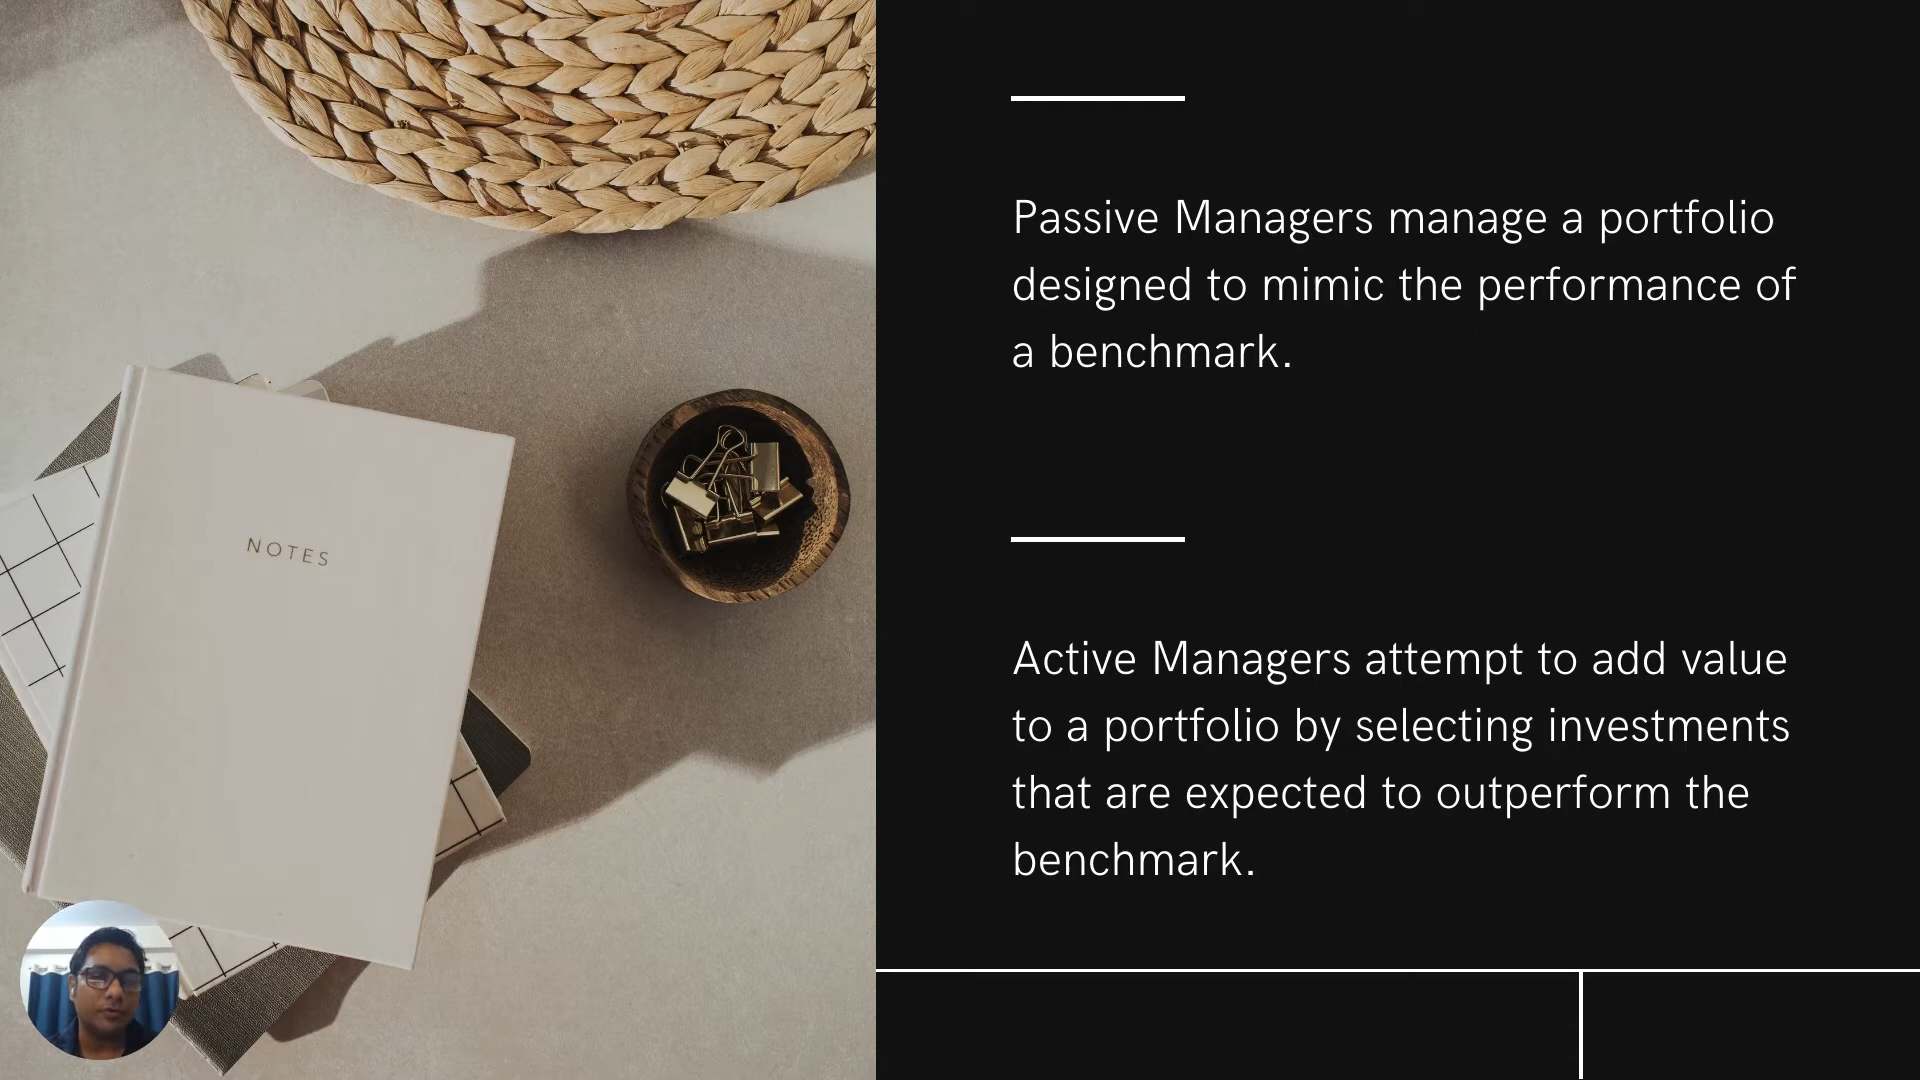 NOTES
Passive Managers manage a portfolio
designed to mimic the performance of
a benchmark.
Active Managers attempt to add value
to a portfolio by selecting investments
that are expected to outperform the
benchmark.